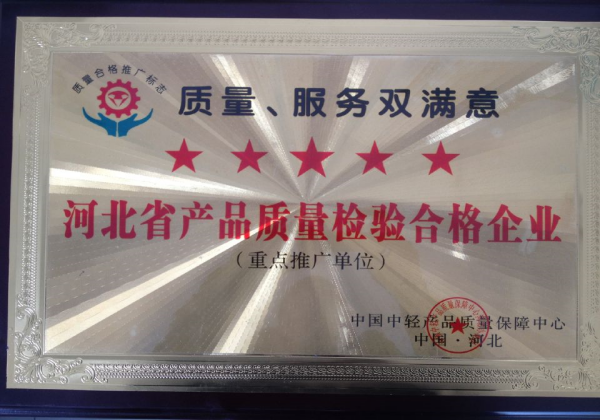 质量合格推广标志
质量、服务双满意
河北省产品质量检验合格企业
（重点推广单位）
中国中轻产品质量保障中心
中国·河北